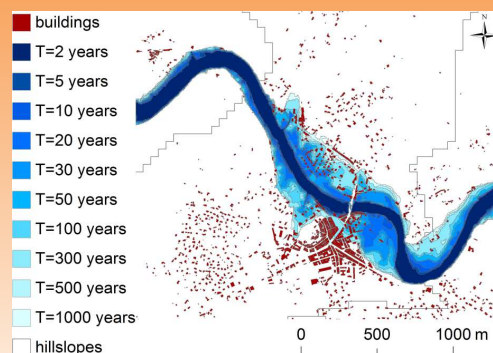 buildings
T=2 years
T=5 years
T=10 years
T=20 years
T=30 years
T=50 years
T=100 years
T=300 years
T=500 years
T=1000 years
hillslopes
N
0 500 1000 m